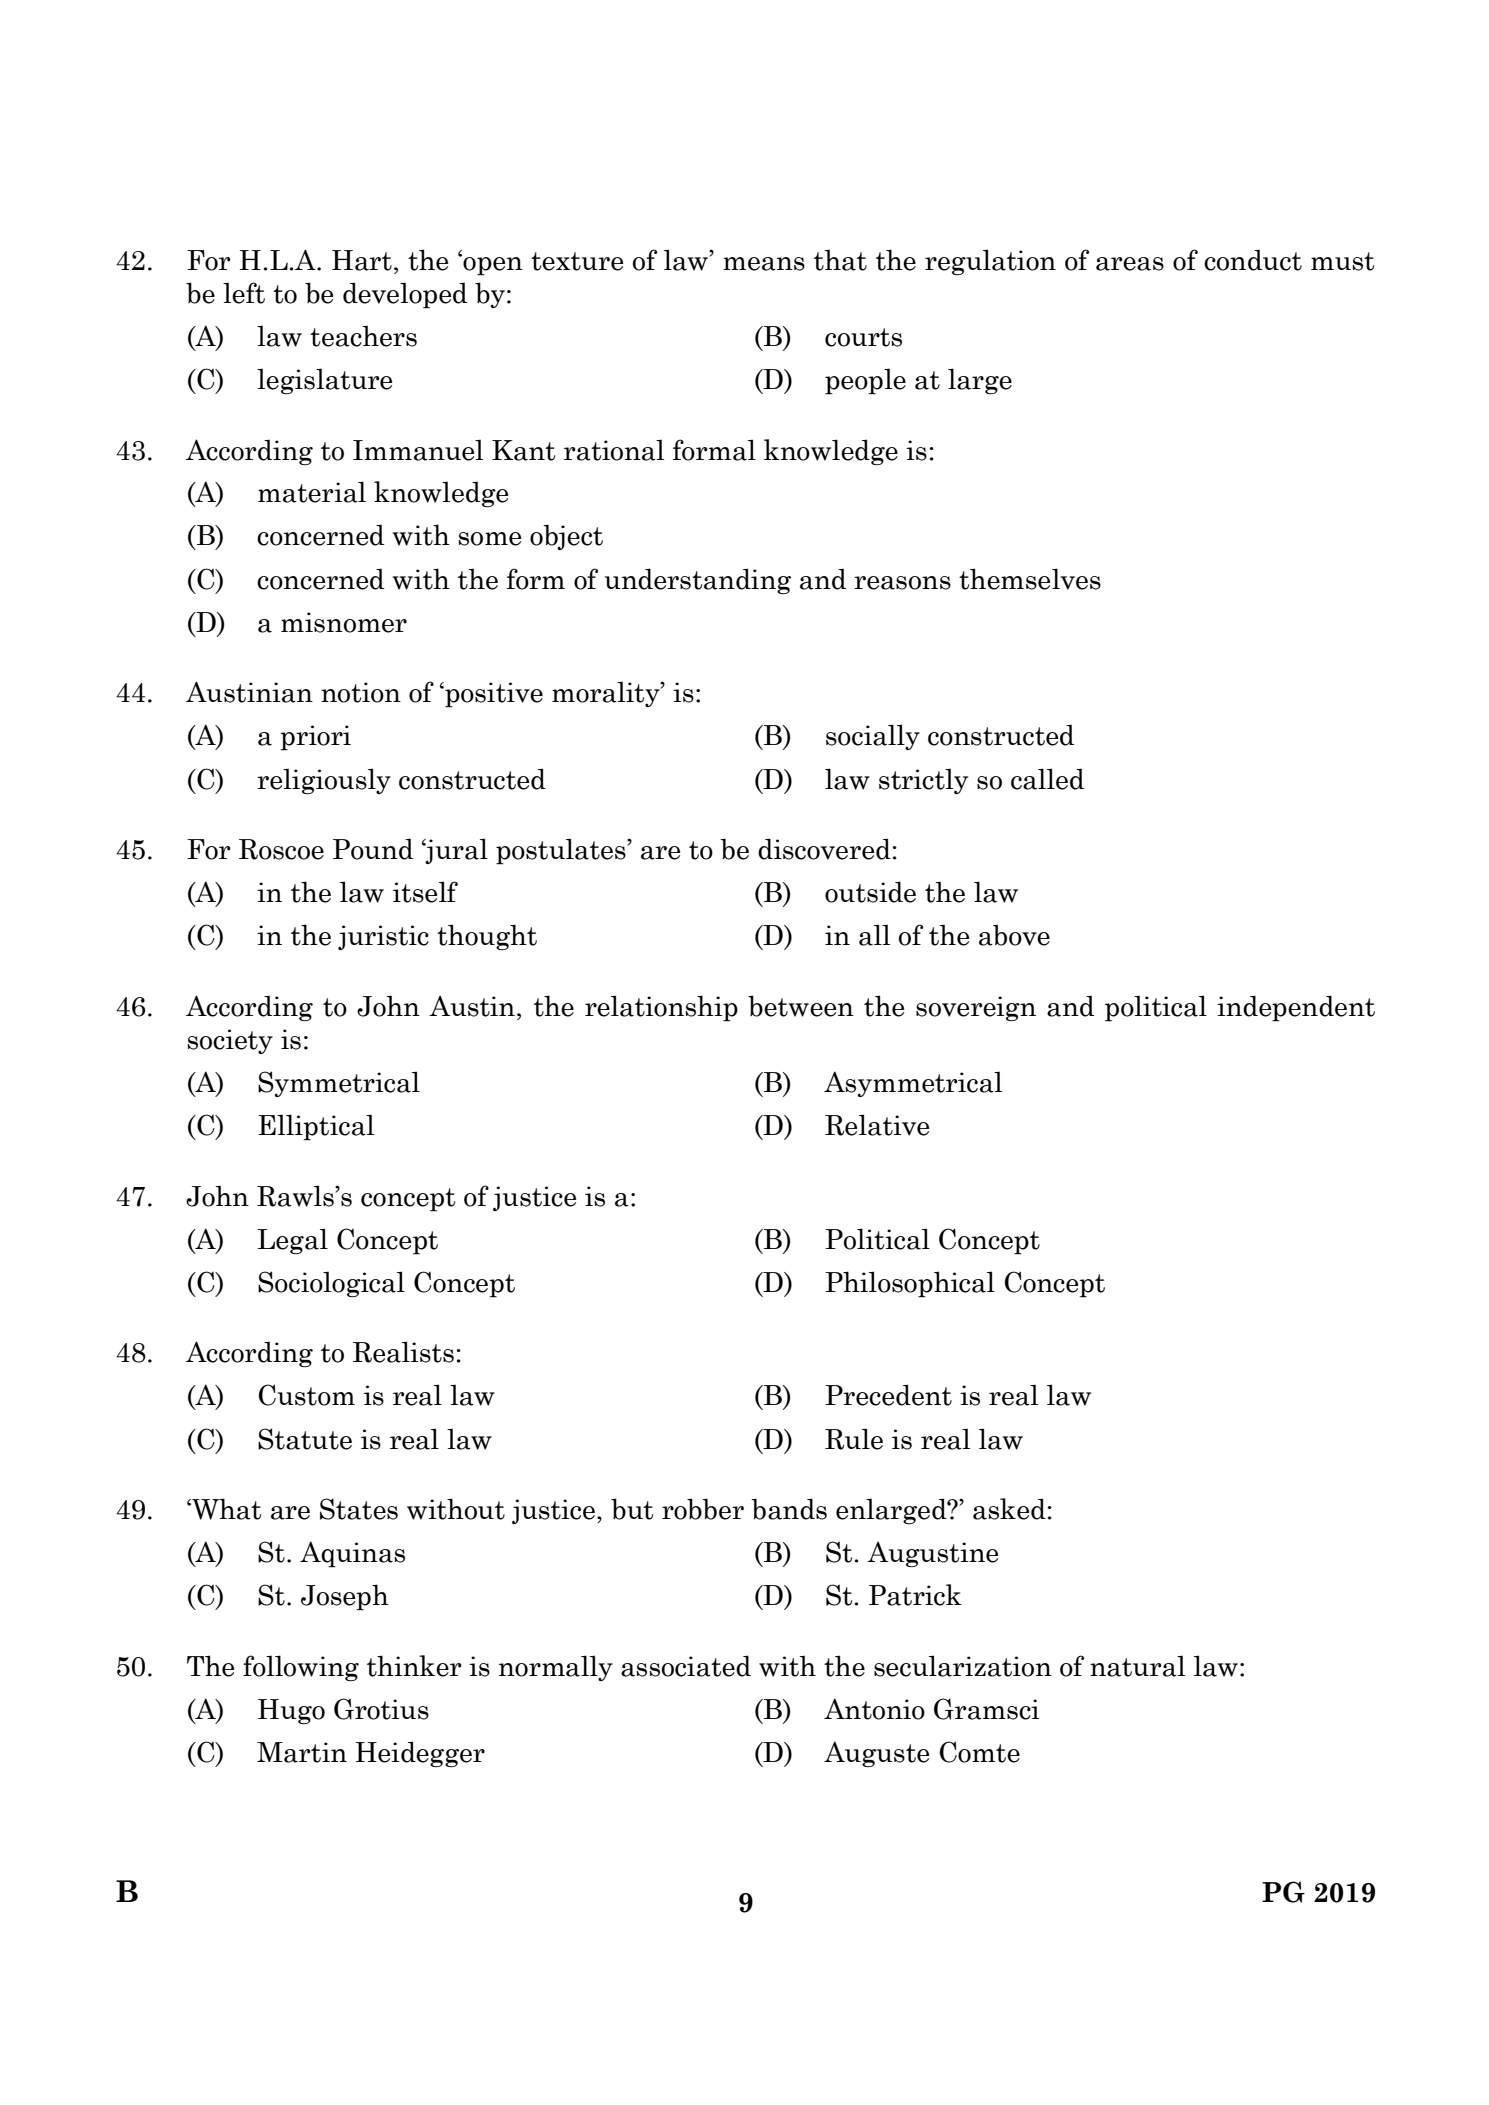 42. For H.L.A. Hart, the ‘open texture of law’ means that the regulation of areas of conduct must
be left to be developed by:
(A) law teachers (B) courts
(C) legislature (D) people at large
43. According to Immanuel Kant rational formal knowledge is:
(A) material knowledge
(B) concerned with some object
(C) concerned with the form of understanding and reasons themselves
(D) a misnomer
44. Austinian notion of ‘positive morality’ is:
(A) a priori (B) socially constructed
(C) religiously constructed (D) law strictly so called
45. For Roscoe Pound ‘jural postulates’ are to be discovered:
(A) in the law itself (B) outside the law
(C) in the juristic thought (D) in all of the above
46. According to John Austin, the relationship between the sovereign and political independent
society is:
(A) Symmetrical (B) Asymmetrical
(C) Elliptical (D) Relative
47. John Rawls’s concept of justice is a:
(A) Legal Concept (B) Political Concept
(C) Sociological Concept (D) Philosophical Concept
48. According to Realists:
(A) Custom is real law (B) Precedent is real law
(C) Statute is real law (D) Rule is real law
49. ‘What are States without justice, but robber bands enlarged?’ asked:
(A) St. Aquinas (B) St. Augustine
(C) St. Joseph (D) St. Patrick
50. The following thinker is normally associated with the secularization of natural law:
(A) Hugo Grotius (B) Antonio Gramsci
(C) Martin Heidegger (D) Auguste Comte
B 9 PG 2019